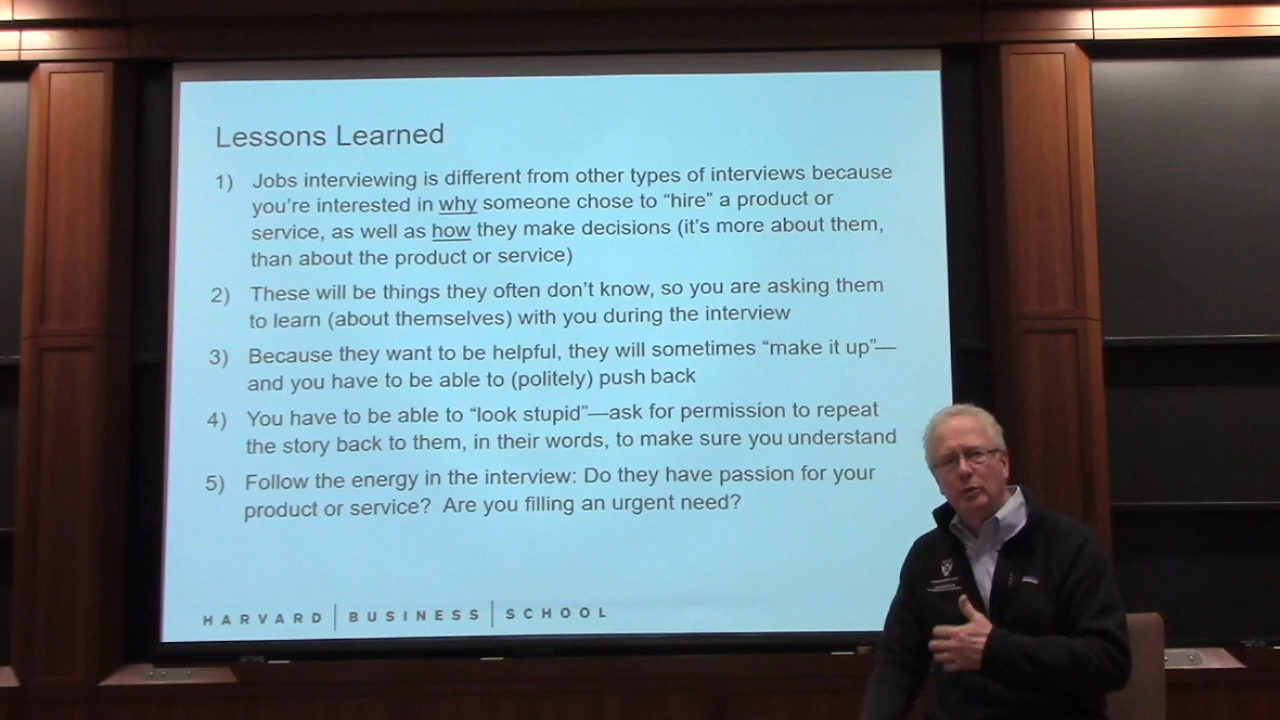 Lessons Learned
1) Jobs interviewing is different from other types of interviews because
you're interested in why someone chose to “hire” a product or
service, as well as how they make decisions (it's more about them,
than about the product or service)
2) These will be things they often don't know, so you are asking them
to learn (about themselves) with you during the interview
3) Because they want to be helpful, they will sometimes “make it up”—
and you have to be able to (politely) push back
4) You have to be able to “look stupid”—ask for permission to repeat
the story back to them, in their words, to make sure you understand
5) Follow the energy in the interview: Do they have passion for your
product or service? Are you filling an urgent need?
HARVARD | BUSINESS | SCHOOL